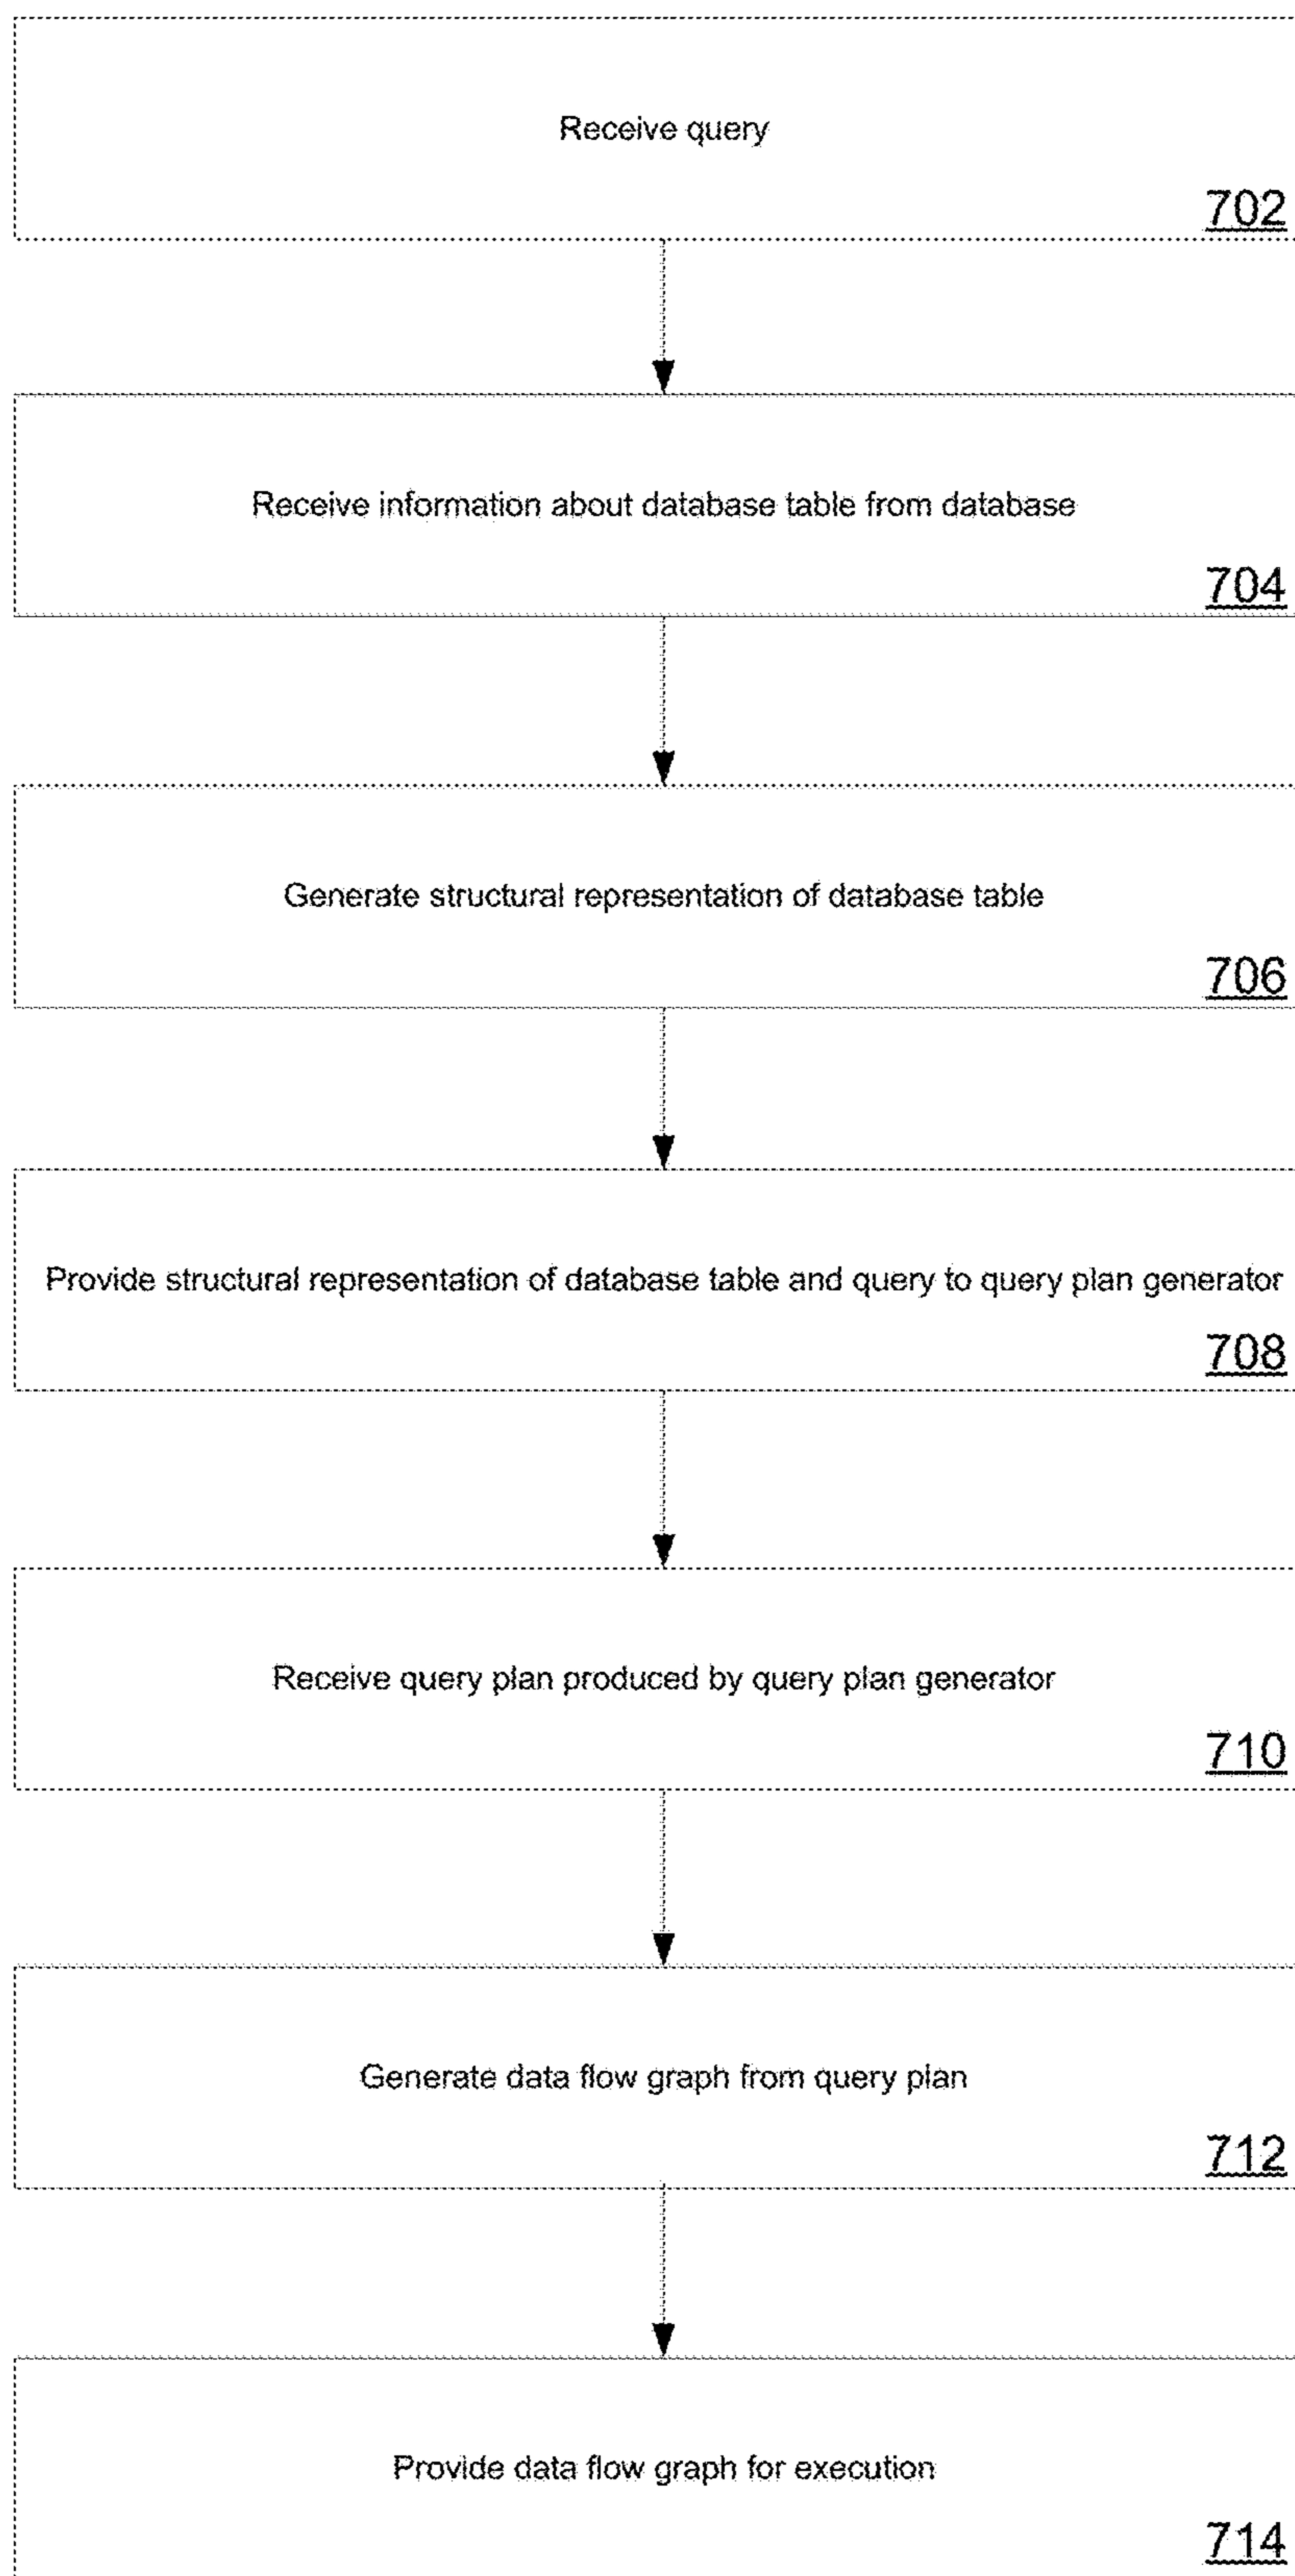 Receive query
702
Receive information about database table from database
704
Generate structural representation of database table
706
Provide structural representation of database table and query to query plan generator
708
Receive query plan produced by query plan generator
710
Generate data flow graph from query plan
712
Provide data flow graph for execution
714